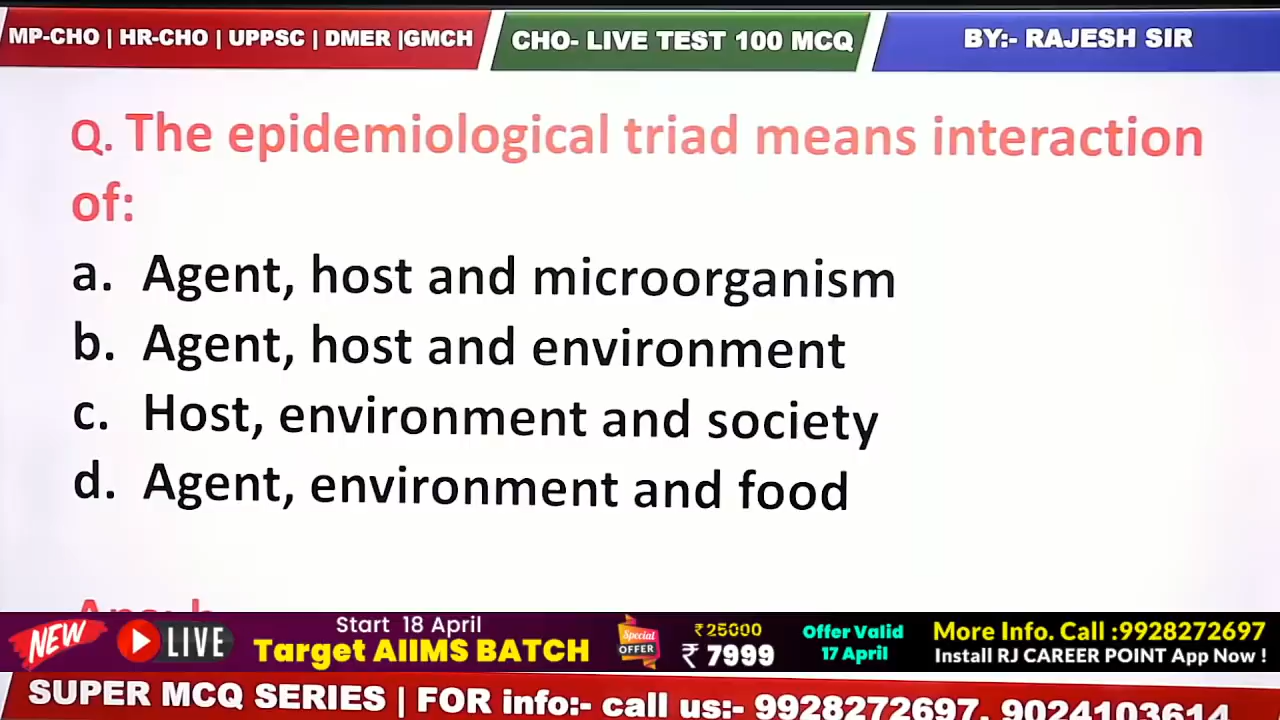 MP-CHO | HR-CHO | UPPSC | DMER |GMCH
CHO- LIVE TEST 100 MCQ
BY:- RAJESH SIR
Q. The epidemiological triad means interaction
of:
a. Agent, host and microorganism
b. Agent, host and environment
c. Host, environment and society
d. Agent, environment and food
NEW
LIVE
Start 18 April
Target AIIMS BATCH
Special
OFFER
₹25000
₹ 7999
Offer Valid
17 April
More Info. Call :9928272697
Install RJ CAREER POINT App Now !
SUPER MCQ SERIES | FOR info:- call us:- 9928272697, 9024103614